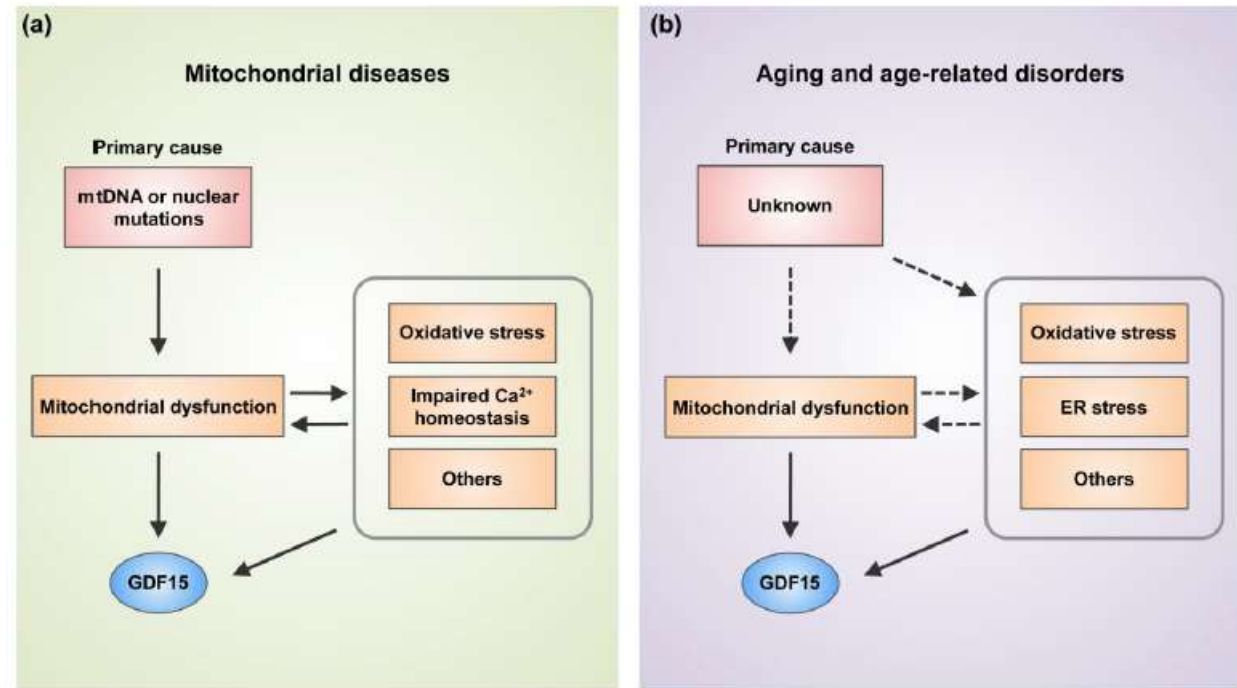 (a)
Mitochondrial diseases
Primary cause
mtDNA or nuclear
mutations
Oxidative stress
Mitochondrial dysfunction
Impaired Ca²⁺
homeostasis
Others
GDF15
(b)
Aging and age-related disorders
Primary cause
Unknown
Oxidative stress
Mitochondrial dysfunction
ER stress
Others
GDF15